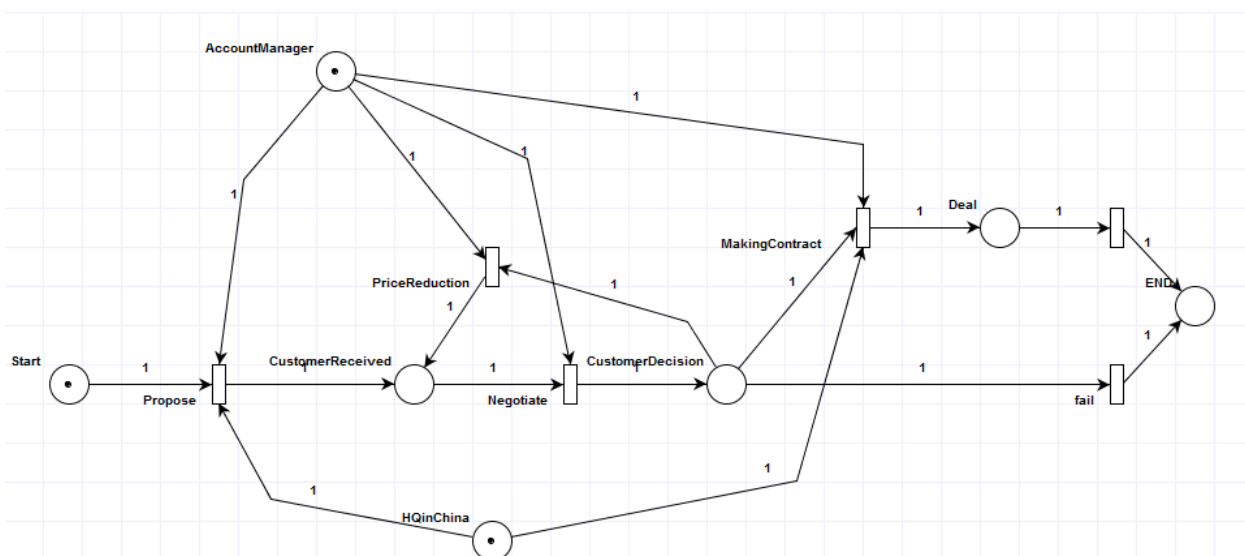 AccountManager
1
1
1
1
Deal
1
1
MakingContract
1
PriceReduction
1
1
1
END
1
Start
1
CustomerReceived
1
1
CustomerDecision
1
1
Propose
Negotiate
fail
1
1
HQinChina